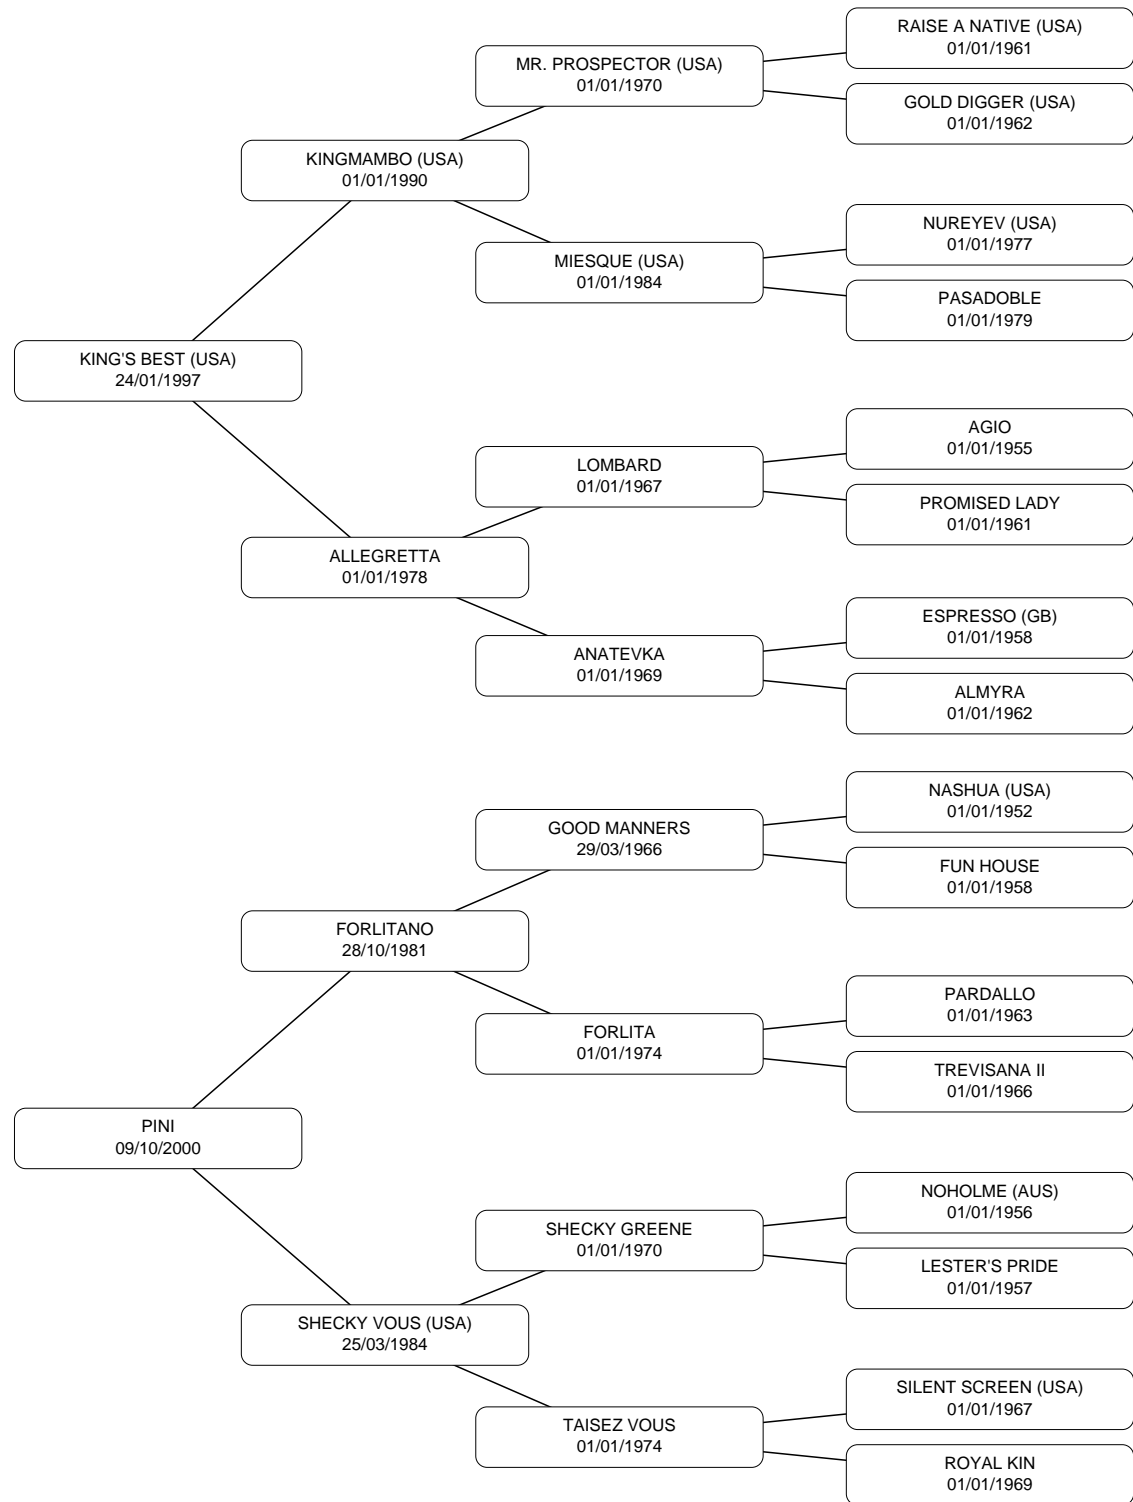 RAISE A NATIVE (USA)
01/01/1961
MR. PROSPECTOR (USA)
01/01/1970
GOLD DIGGER (USA)
01/01/1962
KINGMAMBO (USA)
01/01/1990
NUREYEV (USA)
01/01/1977
MIESQUE (USA)
01/01/1984
PASADOBLE
01/01/1979
KING'S BEST (USA)
24/01/1997
AGIO
01/01/1955
LOMBARD
01/01/1967
PROMISED LADY
01/01/1961
ALLEGRETTA
01/01/1978
ESPRESSO (GB)
01/01/1958
ANATEVKA
01/01/1969
ALMYRA
01/01/1962
NASHUA (USA)
01/01/1952
GOOD MANNERS
29/03/1966
FUN HOUSE
01/01/1958
FORLITANO
28/10/1981
PARDALLO
01/01/1963
FORLITA
01/01/1974
TREVISANA II
01/01/1966
PINI
09/10/2000
NOHOLME (AUS)
01/01/1956
SHECKY GREENE
01/01/1970
LESTER'S PRIDE
01/01/1957
SHECKY VOUS (USA)
25/03/1984
SILENT SCREEN (USA)
01/01/1967
TAISEZ VOUS
01/01/1974
ROYAL KIN
01/01/1969